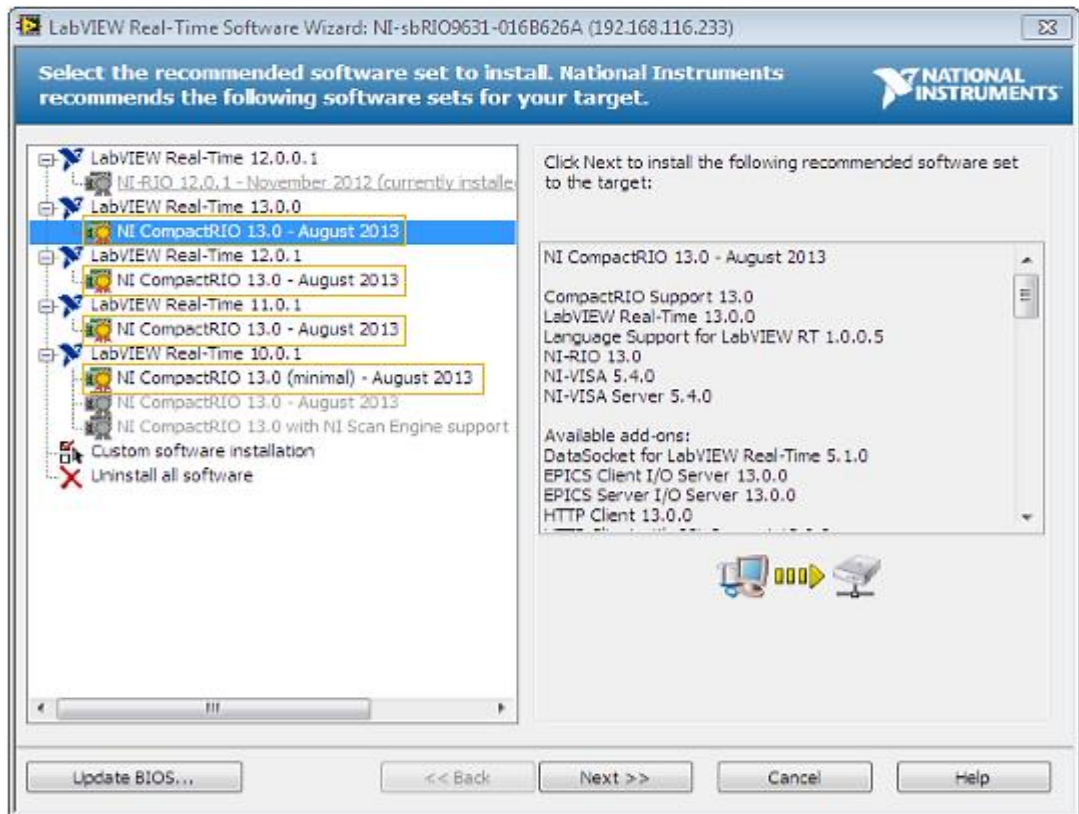 LabVIEW Real-Time Software Wizard: NI-sbRIO9631-016B626A (192.168.116.233)
Select the recommended software set to install. National Instruments
recommends the following software sets for your target.
NATIONAL
INSTRUMENTS
LabVIEW Real-Time 12.0.0.1
NI-RIO 12.0.1 - November 2012 (currently installe
LabVIEW Real-Time 13.0.0
NI CompactRIO 13.0 - August 2013
LabVIEW Real-Time 12.0.1
NI CompactRIO 13.0 - August 2013
LabVIEW Real-Time 11.0.1
NI CompactRIO 13.0 - August 2013
LabVIEW Real-Time 10.0.1
NI CompactRIO 13.0 (minimal) - August 2013
NI CompactRIO 13.0 - August 2013
NI CompactRIO 13.0 with NI Scan Engine support
Custom software installation
Uninstall all software
Click Next to install the following recommended software set
to the target:
NI CompactRIO 13.0 - August 2013
CompactRIO Support 13.0
LabVIEW Real-Time 13.0.0
Language Support for LabVIEW RT 1.0.0.5
NI-RIO 13.0
NI-VISA 5.4.0
NI-VISA Server 5.4.0
Available add-ons:
DataSocket for LabVIEW Real-Time 5.1.0
EPICS Client I/O Server 13.0.0
EPICS Server I/O Server 13.0.0
HTTP Client 13.0.0
Update BIOS...
<< Back
Next >>
Cancel
Help